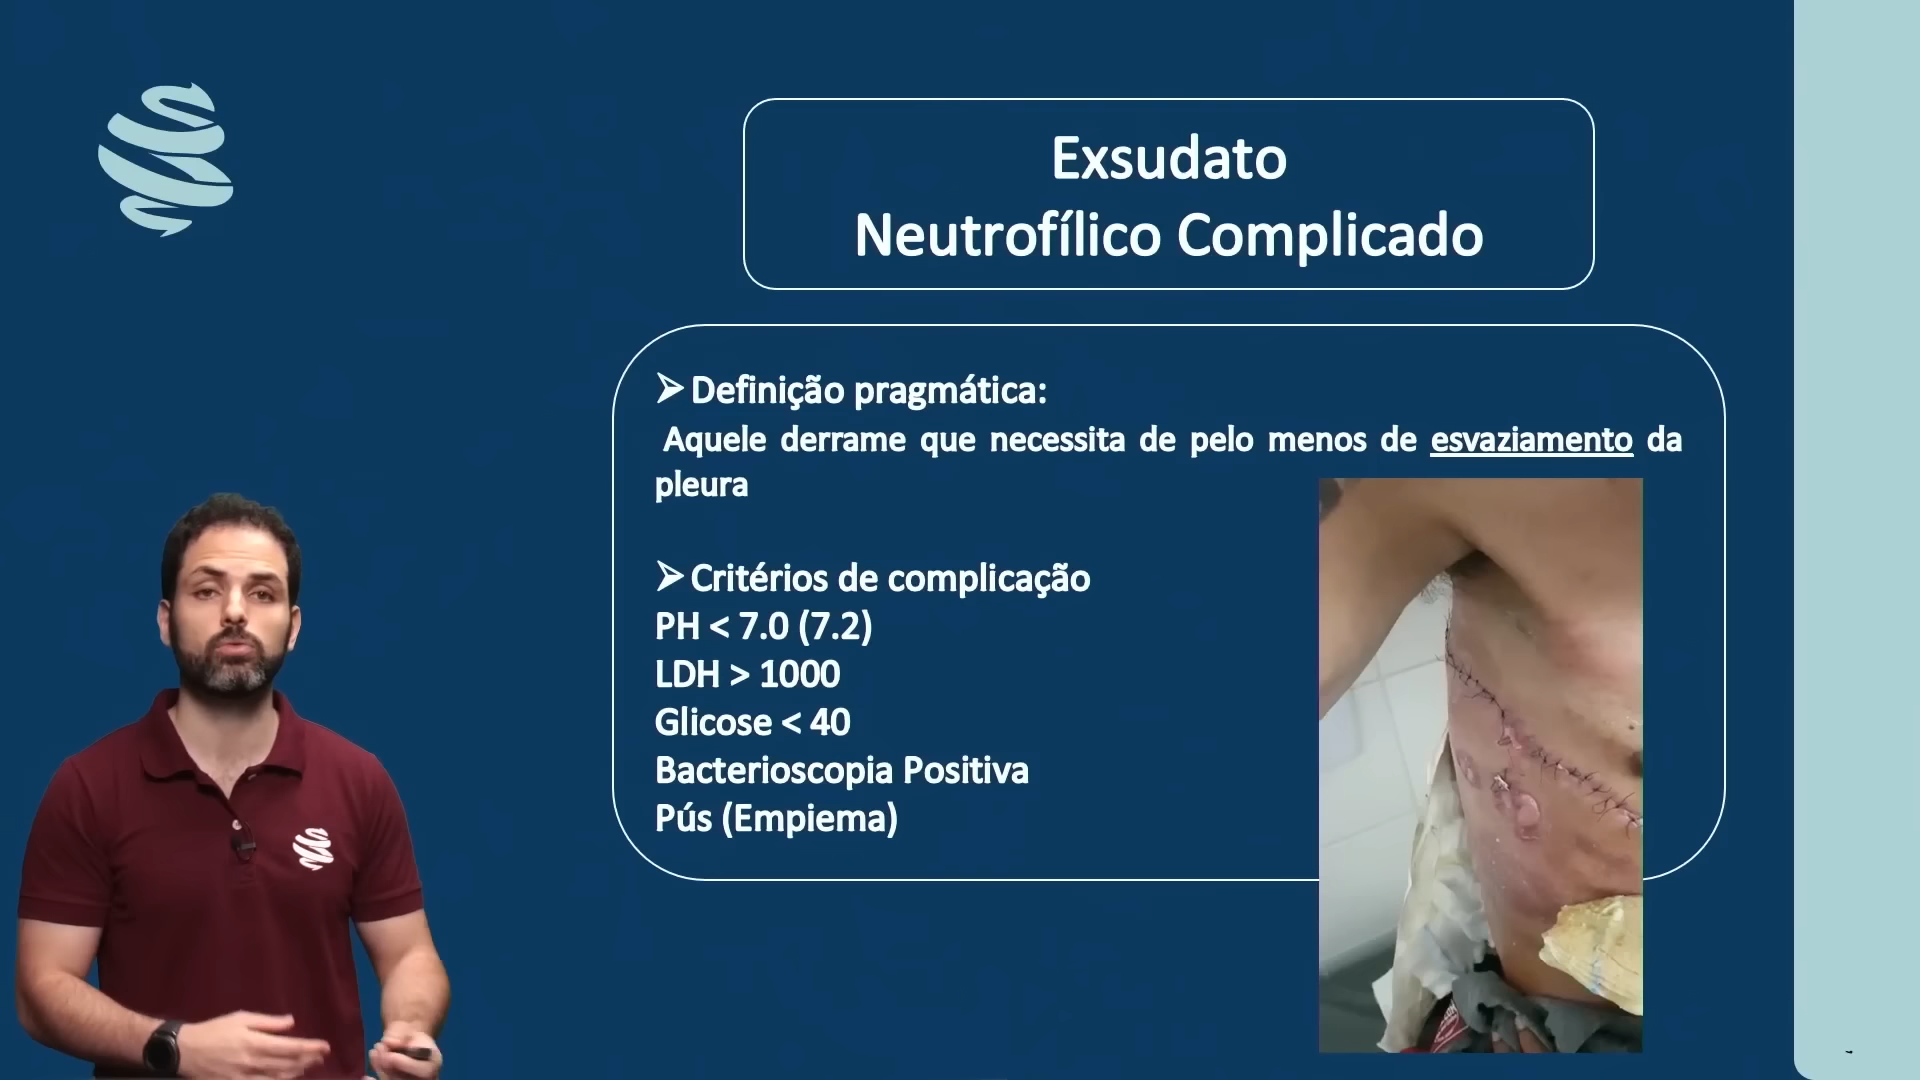 Exsudato
Neutrofílico Complicado
➢ Definição pragmática:
Aquele derrame que necessita de pelo menos de esvaziamento da
pleura
➢ Critérios de complicação
PH < 7.0 (7.2)
LDH > 1000
Glicose < 40
Bacterioscopia Positiva
Pús (Empiema)